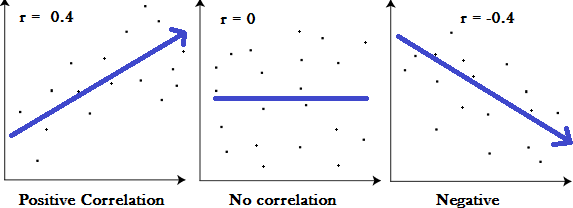 r = 0.4
r = 0
r = -0.4
Positive Correlation
No correlation
Negative